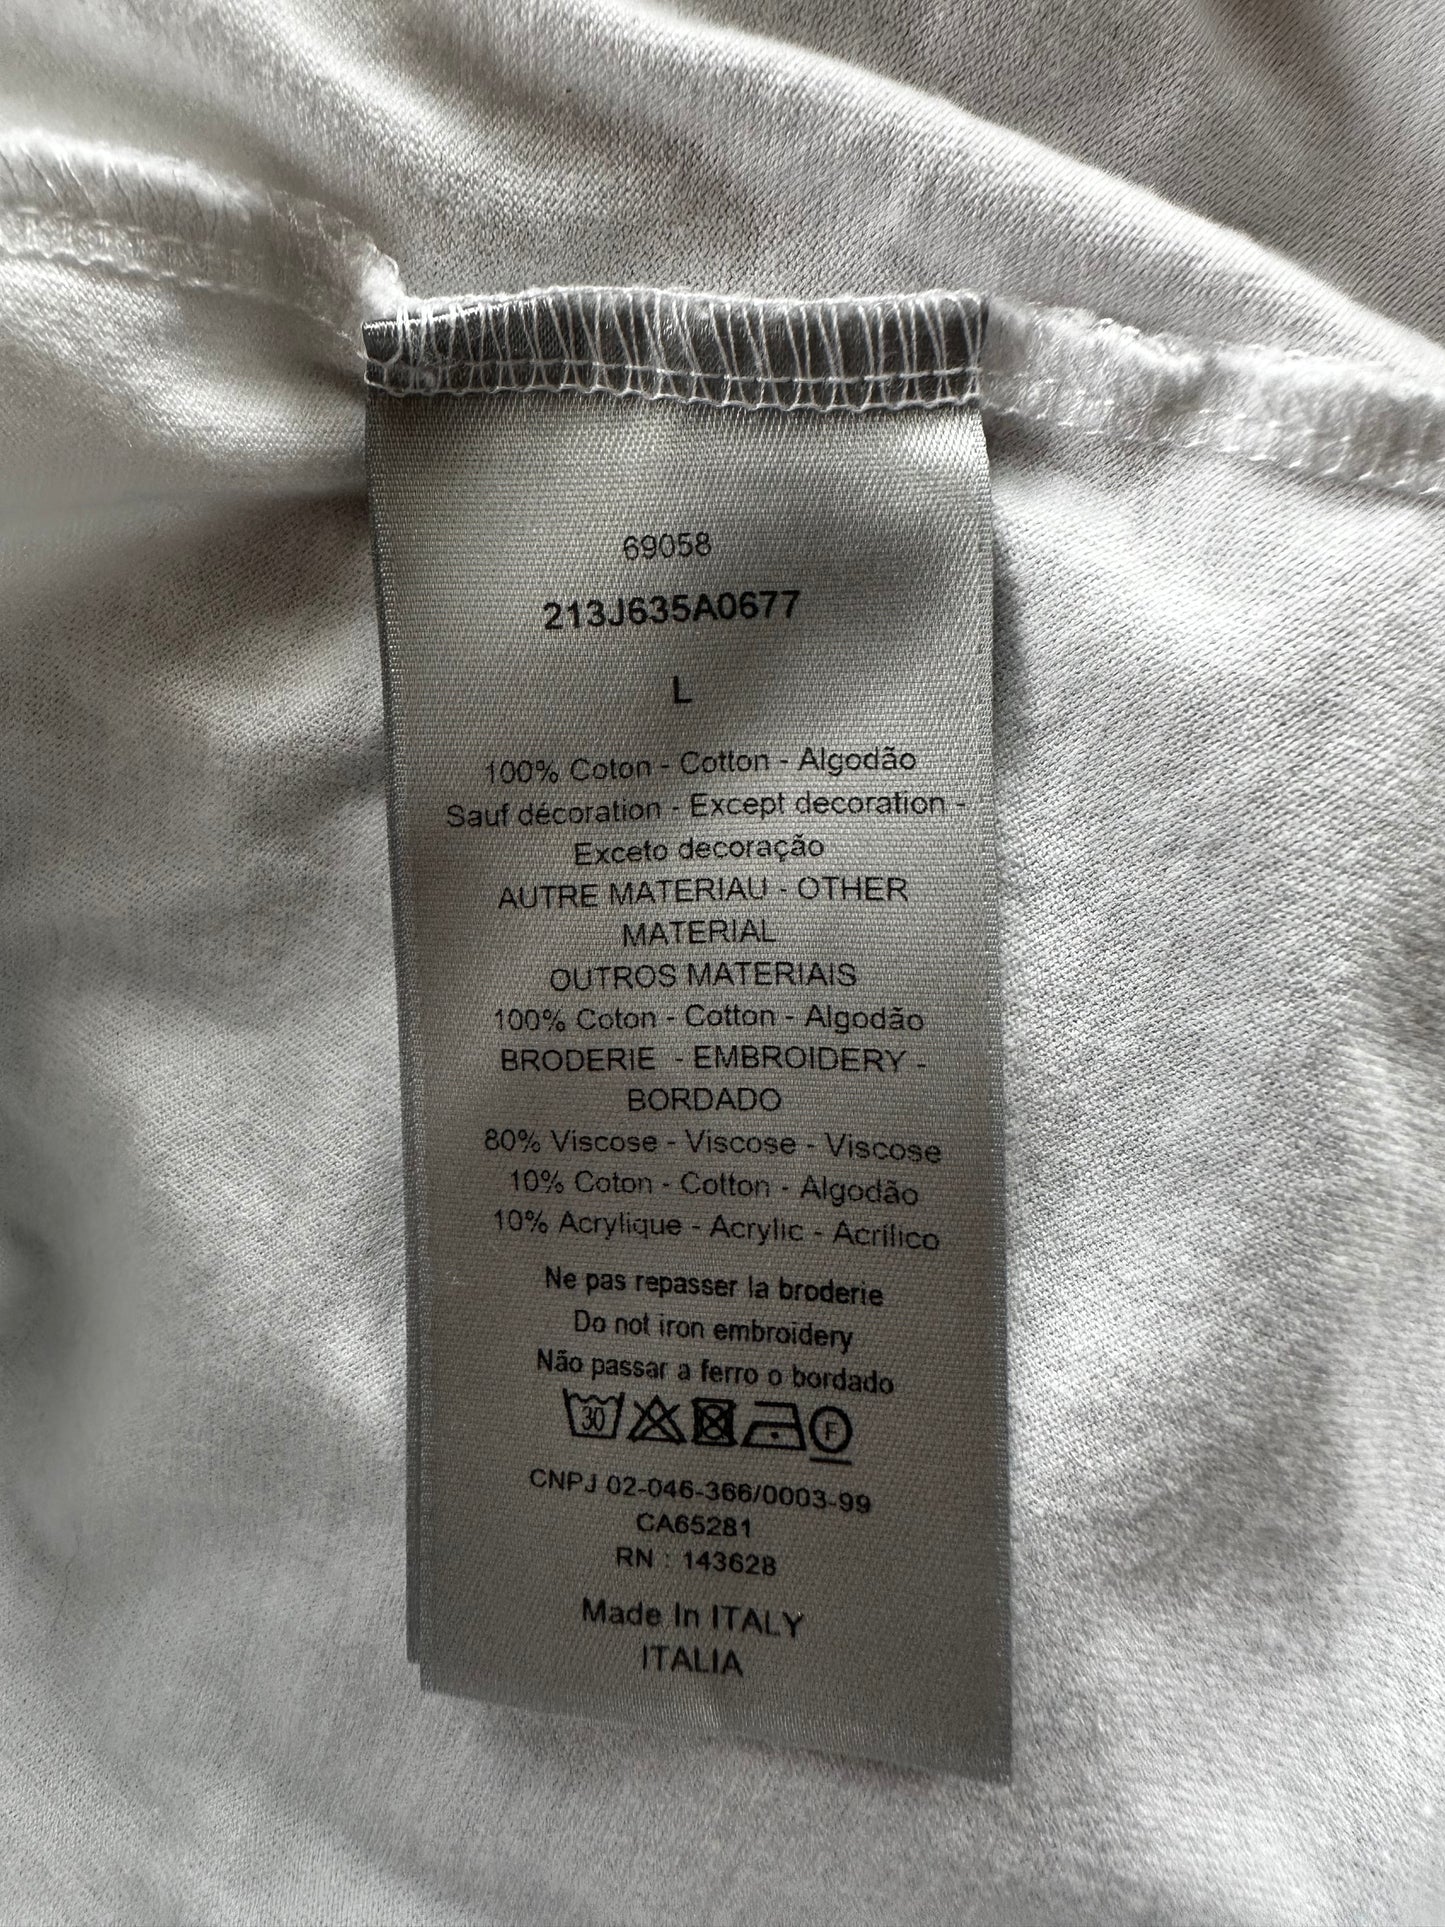 69058
213J635A0677
L
100% Coton - Cotton - Algodão
Sauf décoration - Except decoration -
Exceto decoração
AUTRE MATERIAU - OTHER
MATERIAL
OUTROS MATERIAIS
100% Coton - Cotton - Algodão
BRODERIE - EMBROIDERY -
BORDADO
80% Viscose - Viscose - Viscose
10% Coton - Cotton - Algodão
10% Acrylique - Acrylic - Acrílico
Ne pas repasser la broderie
Do not iron embroidery
Não passar a ferro o bordado
30 F
CNPJ 02-046-366/0003-99
CA65281
RN : 143628
Made In ITALY
ITALIA